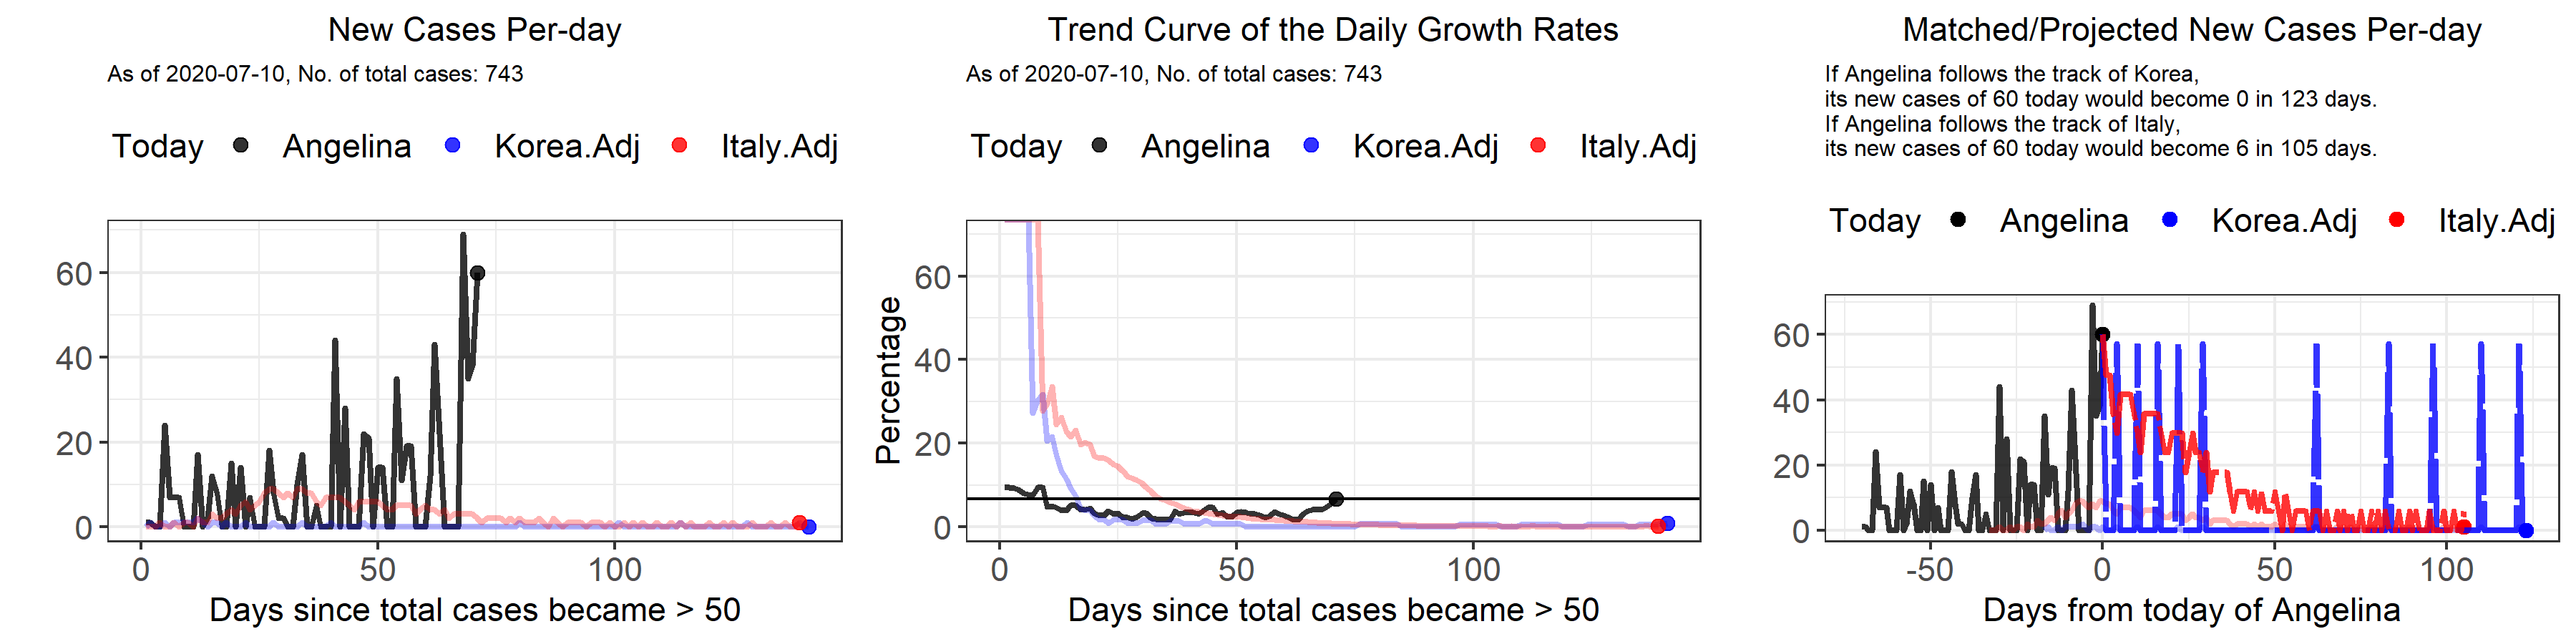 New Cases Per-day
As of 2020-07-10, No. of total cases: 743
Today Angelina Korea.Adj Italy.Adj
60
40
20
0
0 50 100
Days since total cases became > 50
Trend Curve of the Daily Growth Rates
As of 2020-07-10, No. of total cases: 743
Today Angelina Korea.Adj Italy.Adj
Percentage
60
40
20
0
0 50 100
Days since total cases became > 50
Matched/Projected New Cases Per-day
If Angelina follows the track of Korea,
its new cases of 60 today would become 0 in 123 days.
If Angelina follows the track of Italy,
its new cases of 60 today would become 6 in 105 days.
Today Angelina Korea.Adj Italy.Adj
60
40
20
0
-50 0 50 100
Days from today of Angelina